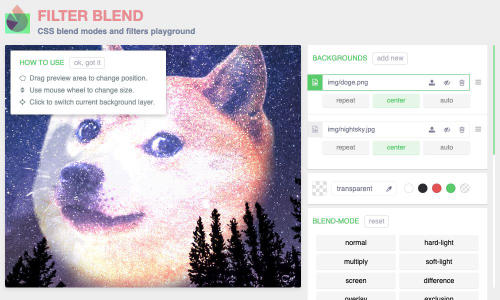 FILTER BLEND
CSS blend modes and filters playground
HOW TO USE
ok, got it
Drag preview area to change position.
Use mouse wheel to change size.
Click to switch current background layer.
BACKGROUNDS
add new
img/doge.png
repeat
center
auto
img/nightsky.jpg
repeat
center
auto
transparent
BLEND-MODE
reset
normal
hard-light
multiply
soft-light
screen
difference
overlay
exclusion